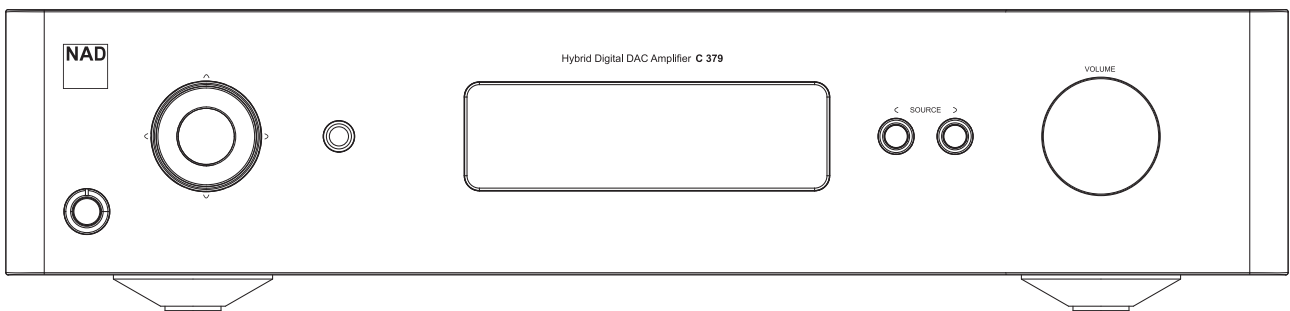 NAD
Hybrid Digital DAC Amplifier C 379
VOLUME
< SOURCE >